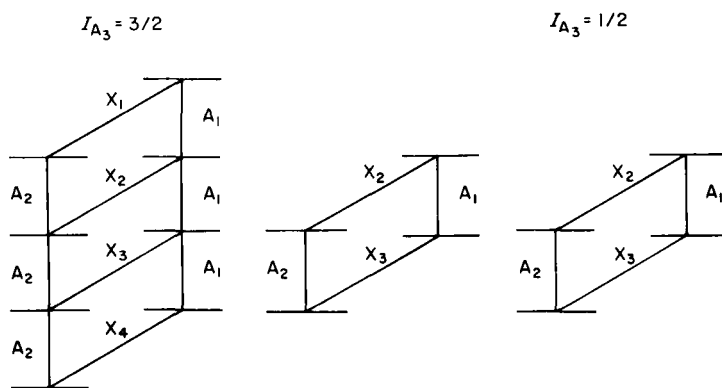 I_{A_3} = 3/2
I_{A_3} = 1/2
X_1
A_1
A_2
X_2
A_1
A_2
X_3
A_1
A_2
X_4
X_2
A_1
A_2
X_3
X_2
A_1
A_2
X_3